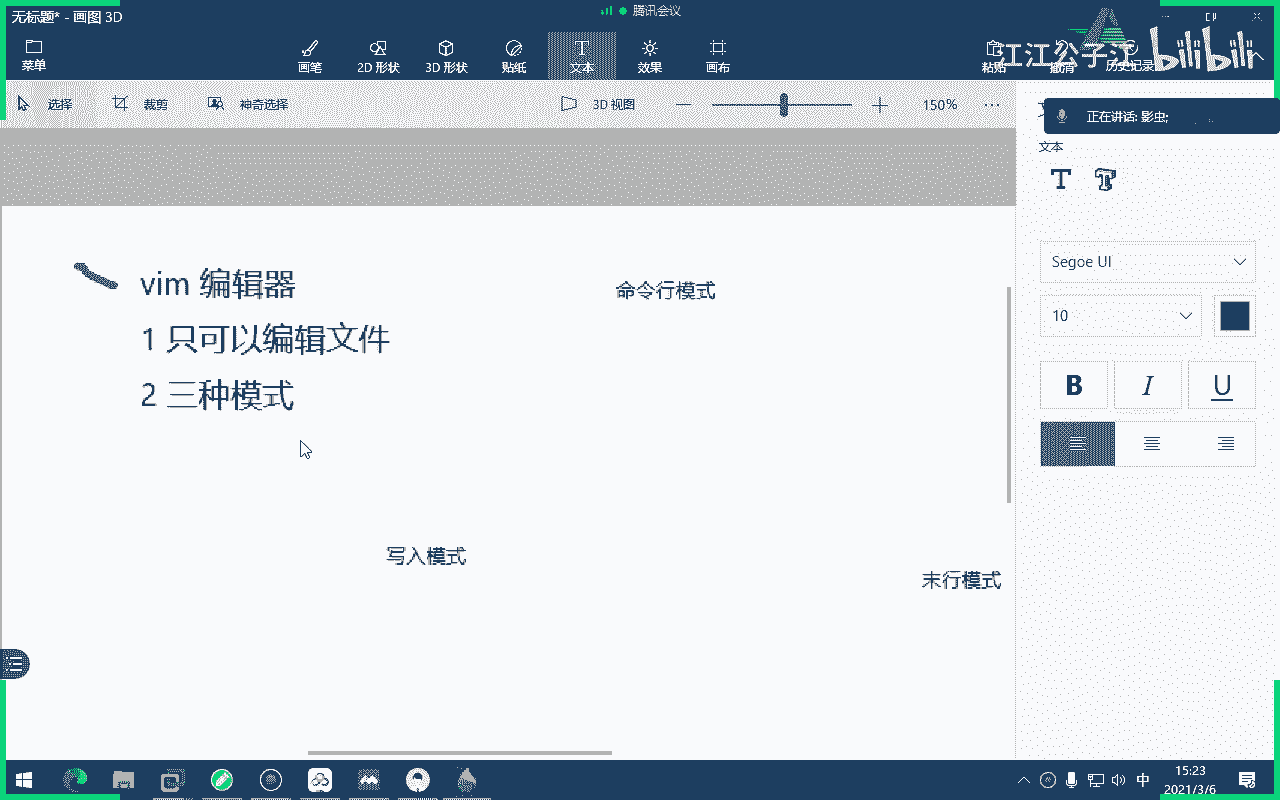 无标题* - 画图 3D
腾讯会议
菜单
画笔
2D 形状
3D 形状
贴纸
文本
效果
画布
粘贴
撤消
历史记录
江江公子江
bilibili
选择
裁剪
神奇选择
3D 视图
150%
正在讲话: 影虫;
文本
Segoe UI
10
B I U
vim 编辑器
命令行模式
1 只可以编辑文件
2 三种模式
写入模式
末行模式
中
15:23
2021/3/6